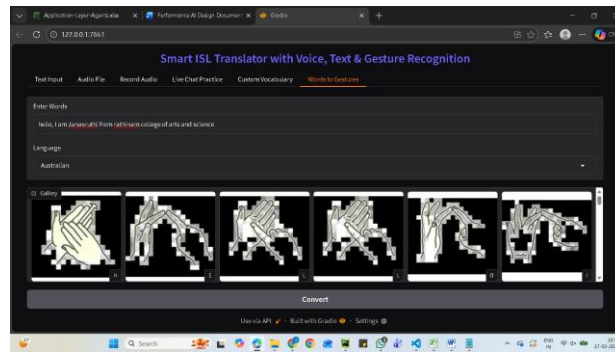 Application-Layer-Agents.xlsx
Performance AI Design Document
Gradio
127.0.0.1:7861
Smart ISL Translator with Voice, Text & Gesture Recognition
Text Input Audio File Record Audio Live Chat Practice Custom Vocabulary Words to Gestures
Enter Words
hello, I am Janasruthi from rathinam college of arts and science
Language
Australian
Gallery
H E L L O I
Convert
Use via API · Built with Gradio · Settings
Search
ENG
IN